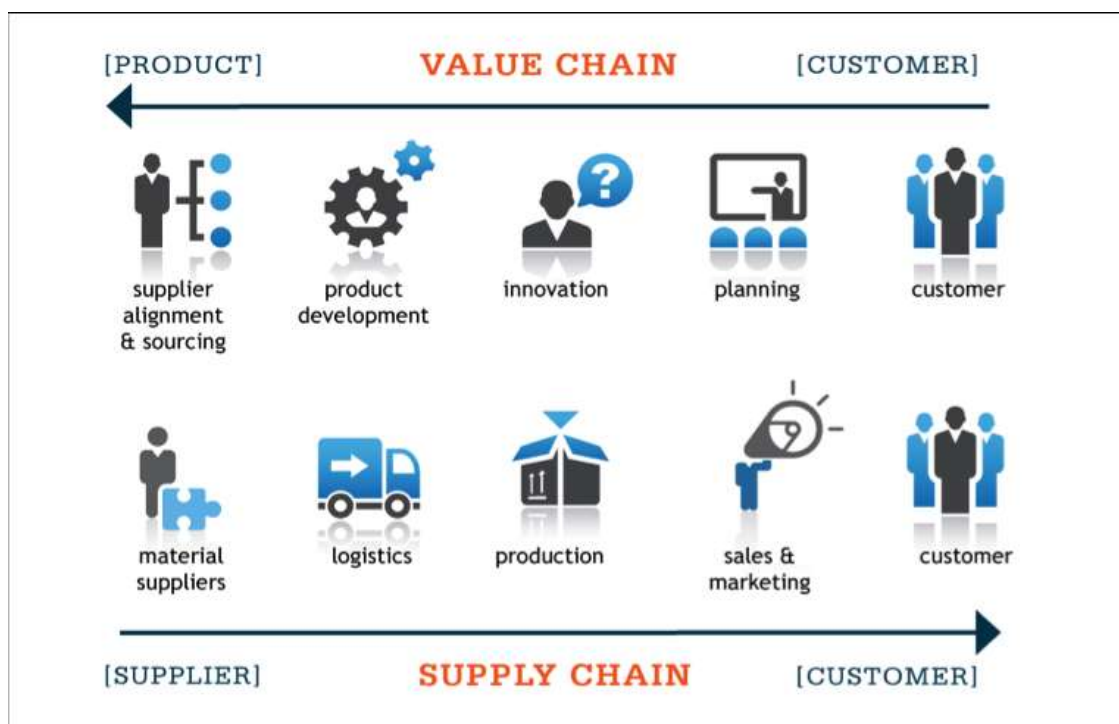 [PRODUCT] VALUE CHAIN [CUSTOMER]
supplier alignment & sourcing
product development
innovation
planning
customer
material suppliers
logistics
production
sales & marketing
customer
[SUPPLIER] SUPPLY CHAIN [CUSTOMER]